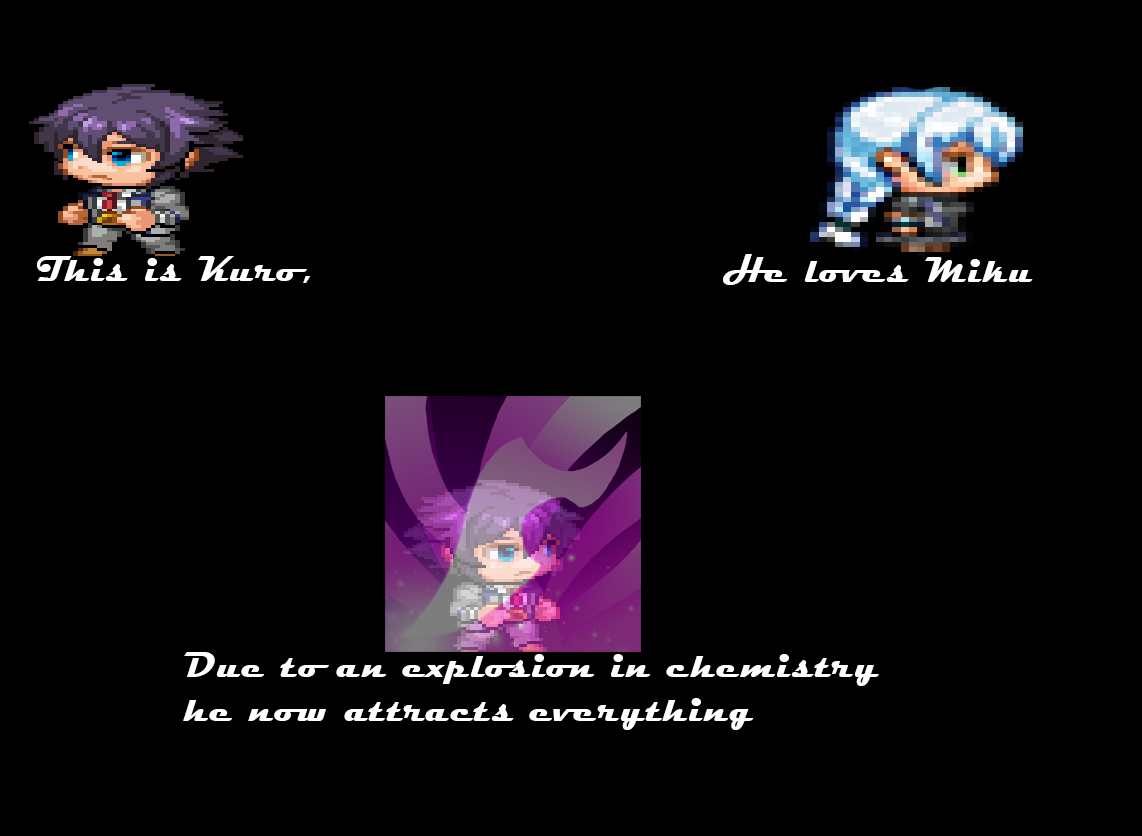 This is Kuro,
He loves Miku
Due to an explosion in chemistry
he now attracts everything